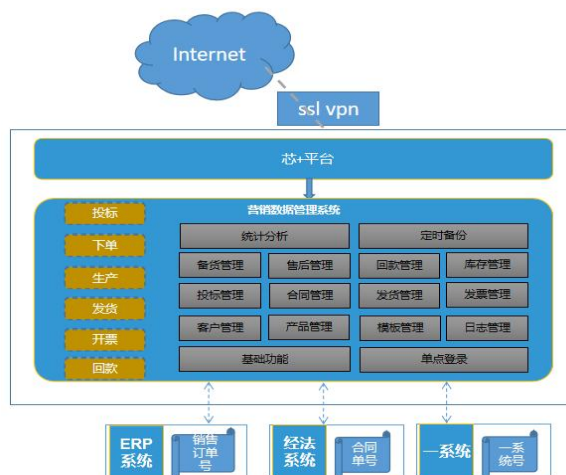 Internet
ssl vpn
芯+平台
营销数据管理系统
投标
下单
生产
发货
开票
回款
统计分析
定时备份
备货管理
售后管理
回款管理
库存管理
投标管理
合同管理
发货管理
发票管理
客户管理
产品管理
模板管理
日志管理
基础功能
单点登录
ERP
系统
销售
订单
号
经法
系统
合同
单号
一系统
一系
统号